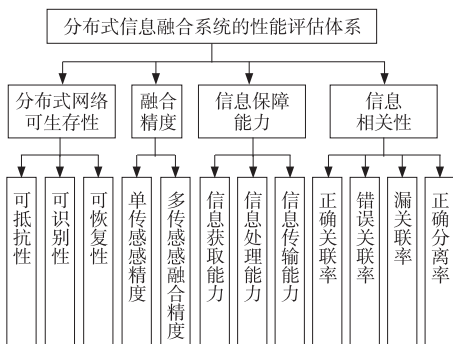 分布式信息融合系统的性能评估体系
分布式网络
可生存性
融合
精度
信息保障
能力
信息
相关性
可抵抗性
可识别性
可恢复性
单传感感精度
多传感感融合精度
信息获取能力
信息处理能力
信息传输能力
正确关联率
错误关联率
漏关联率
正确分离率